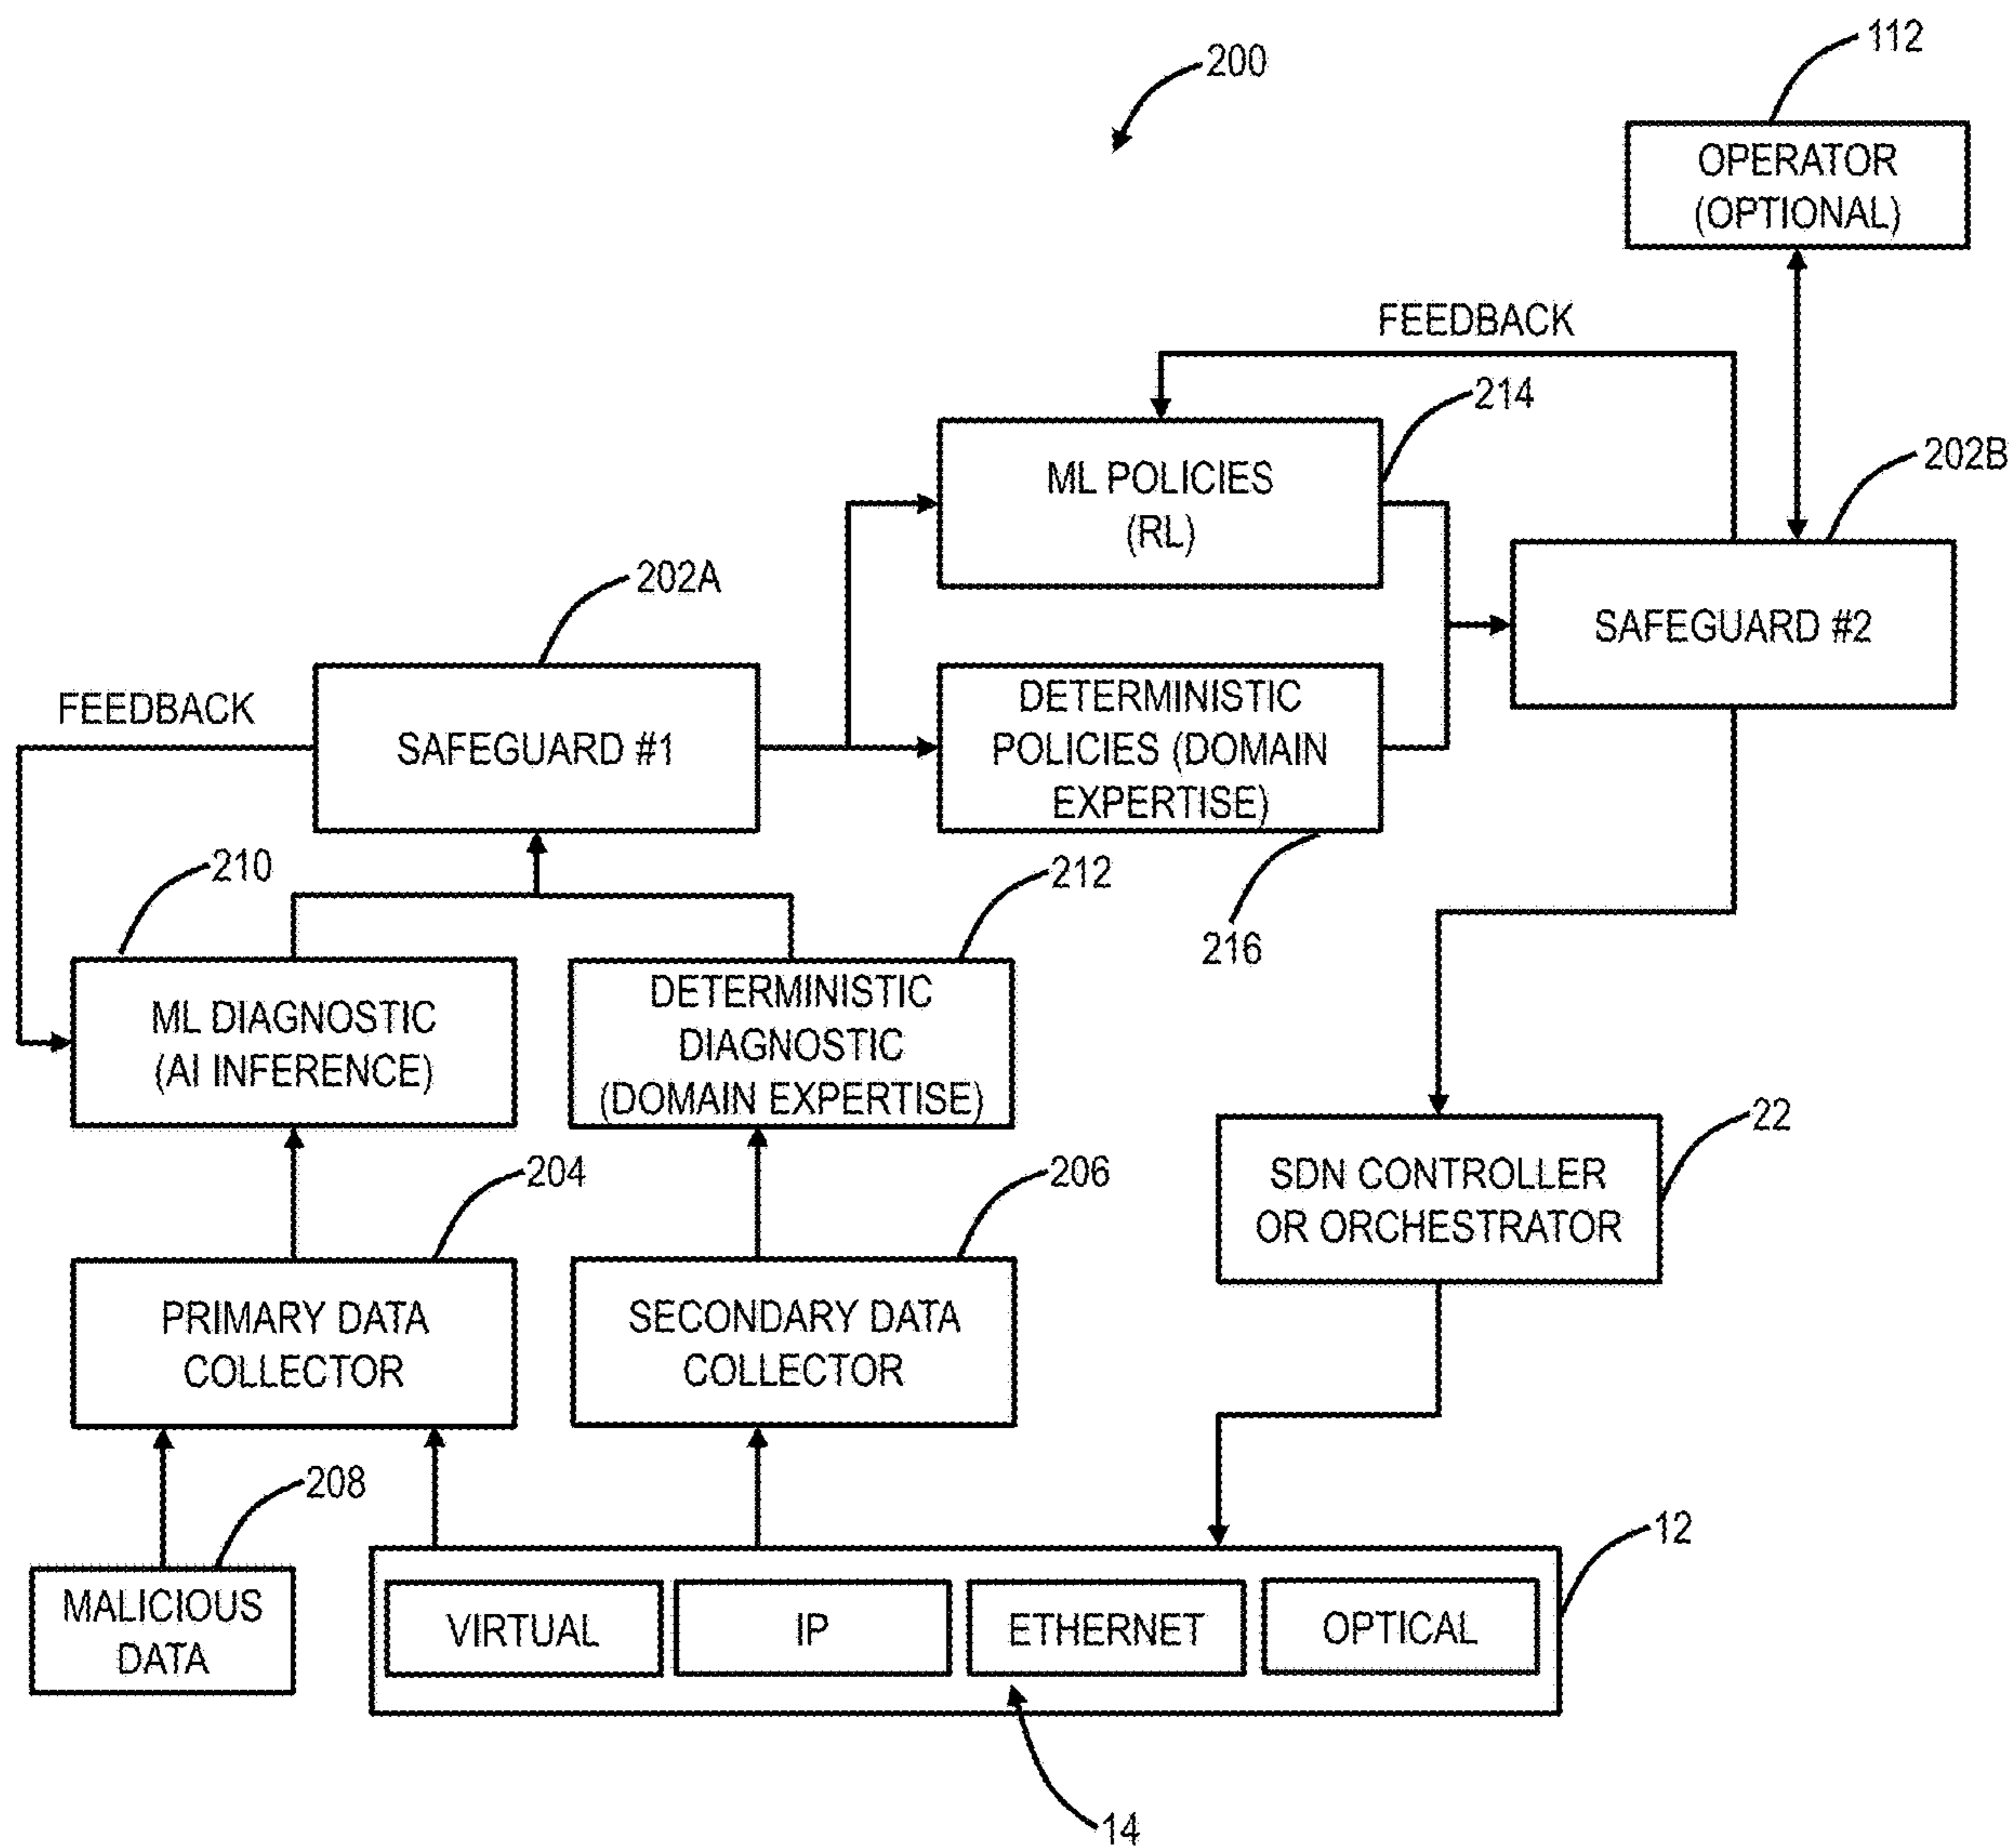 200
112
OPERATOR
(OPTIONAL)
FEEDBACK
214
ML POLICIES
(RL)
202B
SAFEGUARD #2
202A
FEEDBACK
SAFEGUARD #1
DETERMINISTIC
POLICIES (DOMAIN
EXPERTISE)
216
210
212
ML DIAGNOSTIC
(AI INFERENCE)
DETERMINISTIC
DIAGNOSTIC
(DOMAIN EXPERTISE)
22
SDN CONTROLLER
OR ORCHESTRATOR
204
206
PRIMARY DATA
COLLECTOR
SECONDARY DATA
COLLECTOR
208
MALICIOUS
DATA
12
VIRTUAL
IP
ETHERNET
OPTICAL
14